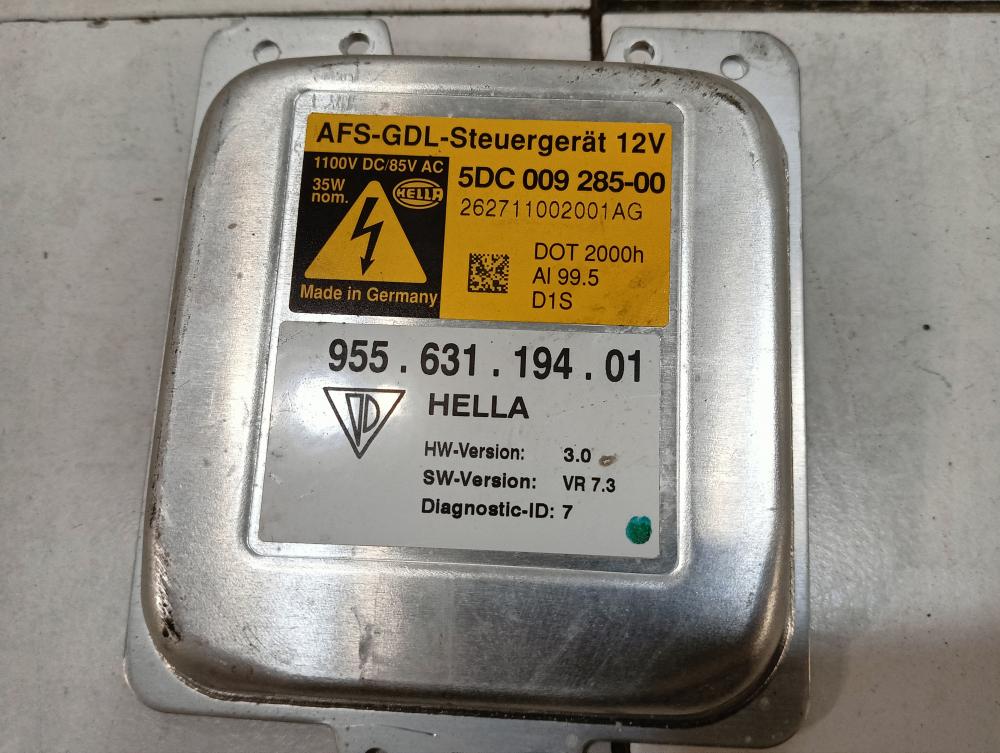 AFS-GDL-Steuergerät 12V
1100V DC/85V AC
35W
nom.
HELLA
Made in Germany
5DC 009 285-00
262711002001AG
DOT 2000h
Al 99.5
D1S
955.631.194.01
HELLA
HW-Version: 3.0
SW-Version: VR 7.3
Diagnostic-ID: 7